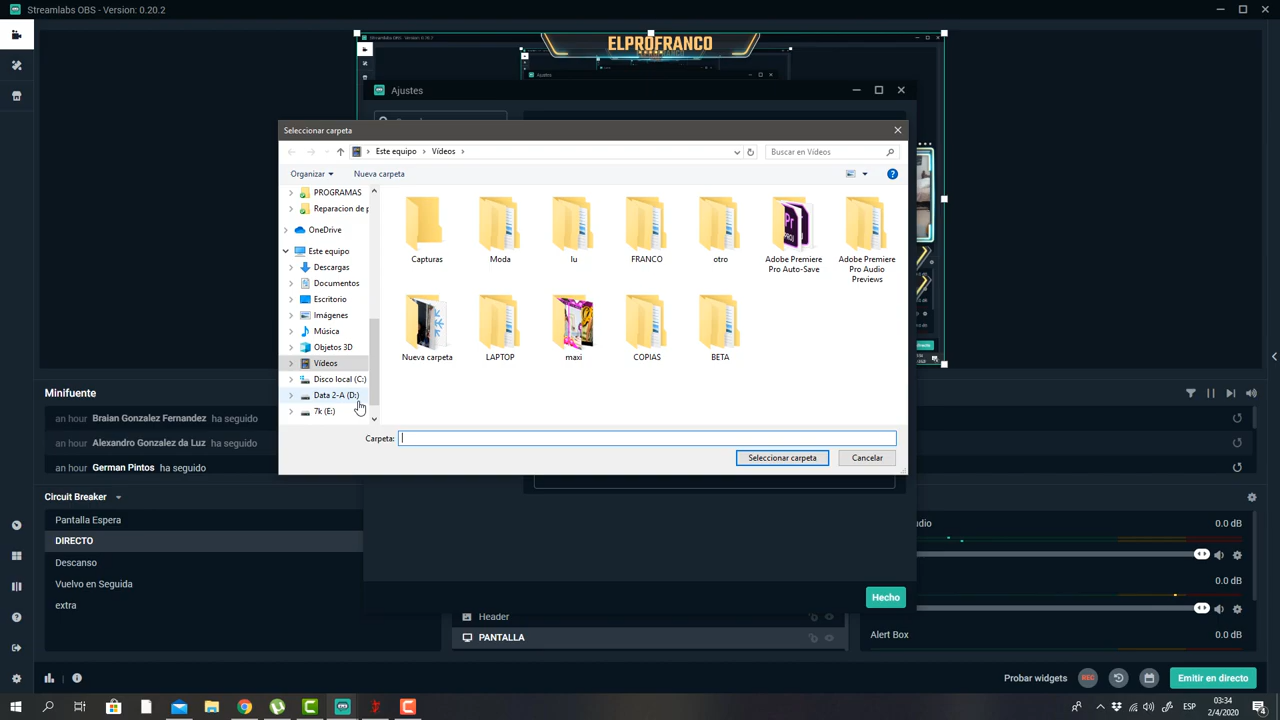 Streamlabs OBS - Version: 0.20.2
ELPROFRANCO
Ajustes
Ajustes
Seleccionar carpeta
Este equipo
Vídeos
Buscar en Vídeos
Organizar
Nueva carpeta
PROGRAMAS
Reparacion de p
OneDrive
Este equipo
Descargas
Documentos
Escritorio
Imágenes
Música
Objetos 3D
Vídeos
Disco local (C:)
Data 2-A (D:)
7k (E:)
Capturas
Moda
lu
FRANCO
otro
Adobe Premiere Pro Auto-Save
Adobe Premiere Pro Audio Previews
Nueva carpeta
LAPTOP
maxi
COPIAS
BETA
Carpeta:
Seleccionar carpeta
Cancelar
Minifuente
an hour Braian Gonzalez Fernandez ha seguido
an hour Alexandro Gonzalez da Luz ha seguido
an hour German Pintos ha seguido
Circuit Breaker
Pantalla Espera
DIRECTO
Descanso
Vuelvo en Seguida
extra
Hecho
Header
PANTALLA
dio
0.0 dB
0.0 dB
Alert Box
0.0 dB
Probar widgets
REC
Emitir en directo
ESP
03:34
2/4/2020
4